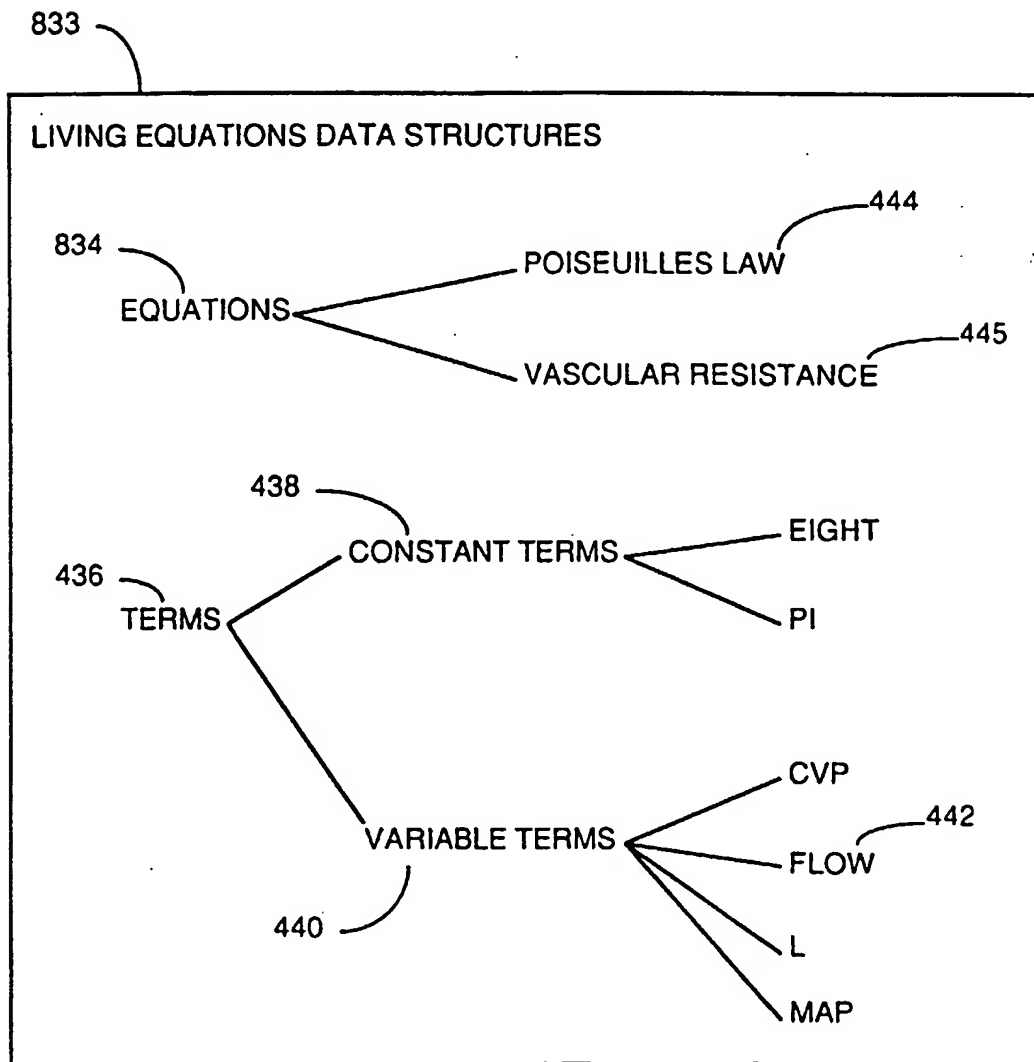 833
LIVING EQUATIONS DATA STRUCTURES
444
834
POISEUILLES LAW
EQUATIONS
445
VASCULAR RESISTANCE
438
EIGHT
CONSTANT TERMS
436
TERMS
PI
CVP
442
VARIABLE TERMS
FLOW
440
L
MAP